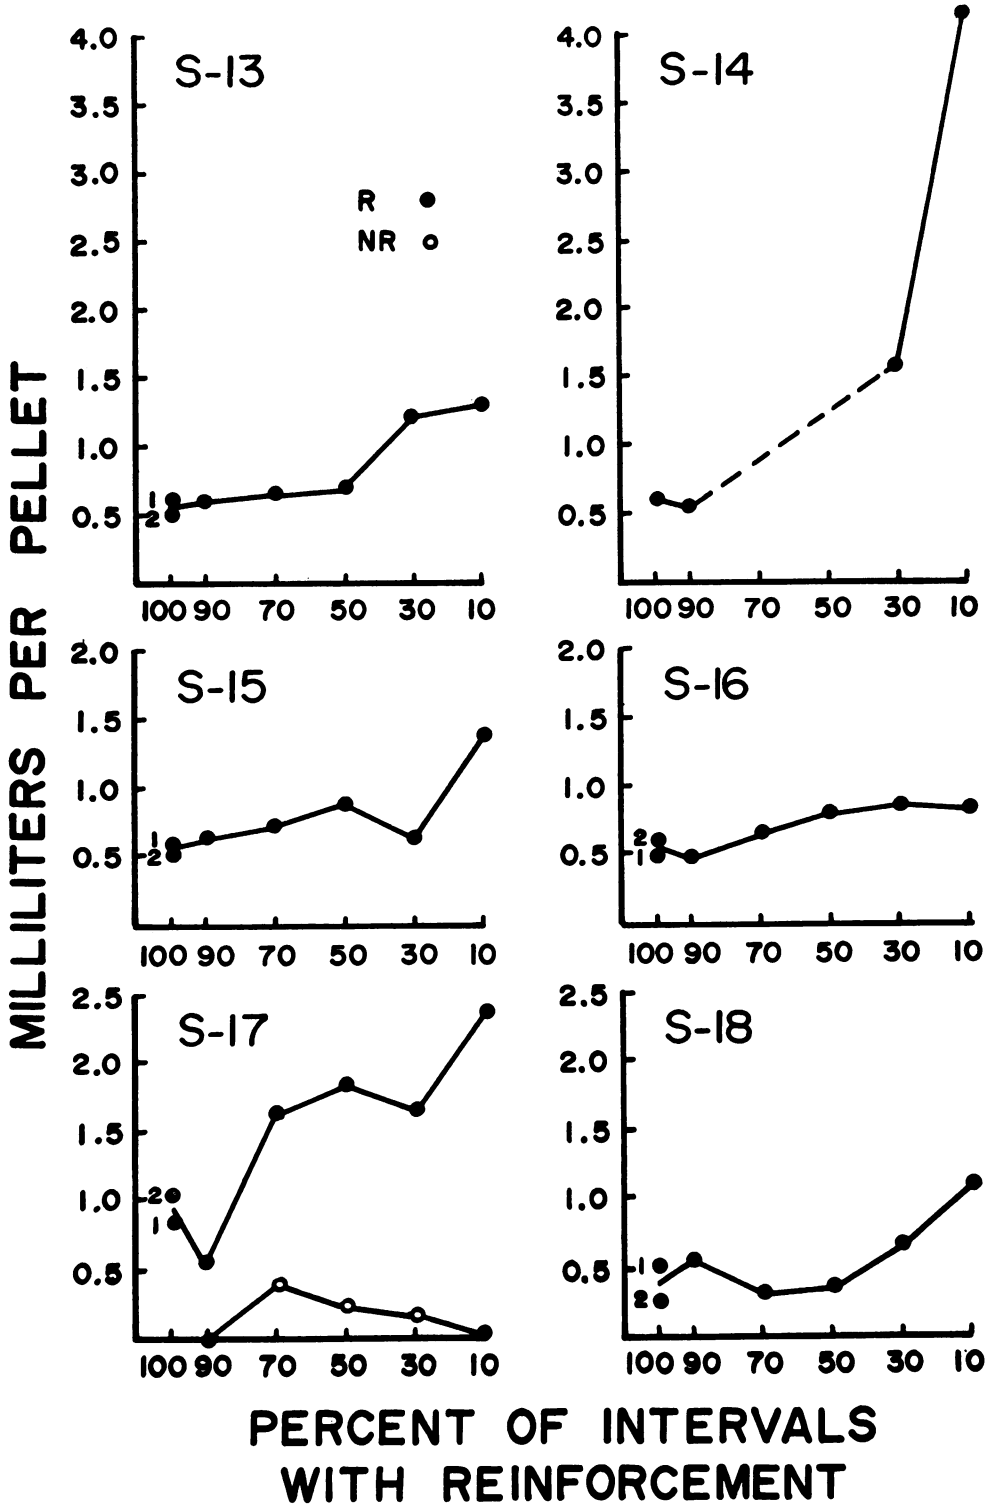 MILLILITERS PER PELLET
S-13
4.0
3.5
3.0
2.5
2.0
1.5
1.0
0.5
R
NR
1
2
100 90 70 50 30 10
S-14
4.0
3.5
3.0
2.5
2.0
1.5
1.0
0.5
100 90 70 50 30 10
S-15
2.0
1.5
1.0
0.5
1
2
100 90 70 50 30 10
S-16
2.0
1.5
1.0
0.5
2
1
100 90 70 50 30 10
S-17
2.5
2.0
1.5
1.0
0.5
2
1
100 90 70 50 30 10
S-18
2.5
2.0
1.5
1.0
0.5
1
2
100 90 70 50 30 10
PERCENT OF INTERVALS
WITH REINFORCEMENT